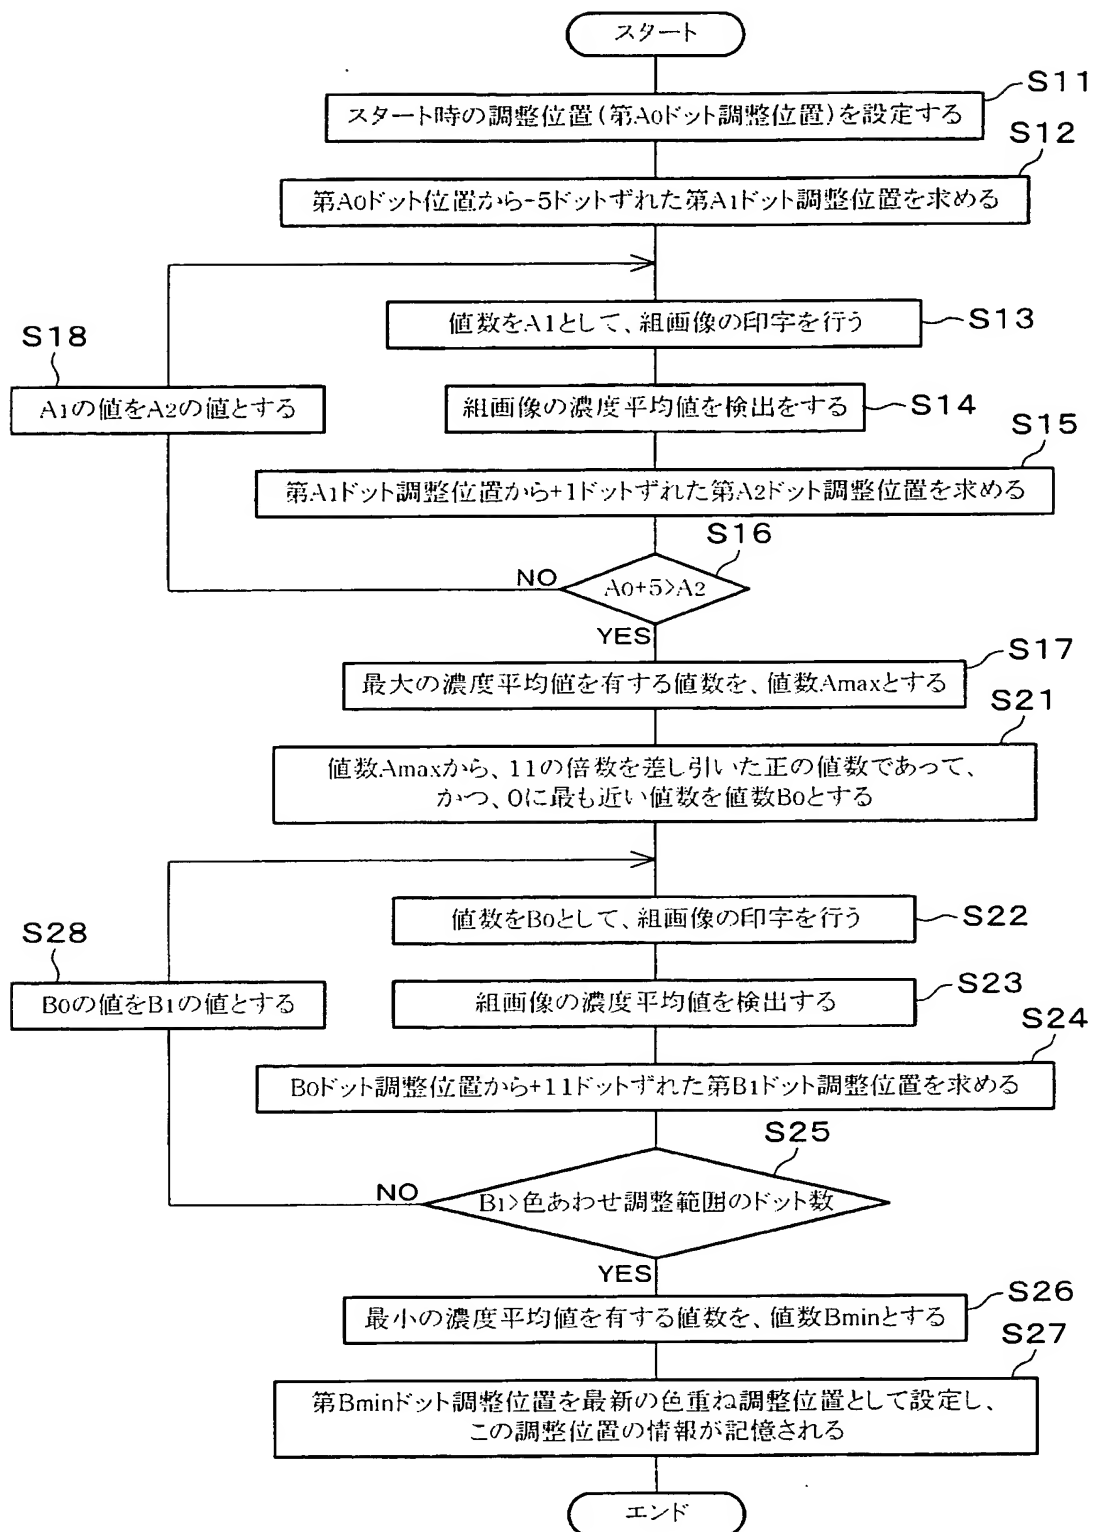 スタート
S11
スタート時の調整位置(第A0ドット調整位置)を設定する
S12
第A0ドット位置から-5ドットずれた第A1ドット調整位置を求める
値数をA1として、組画像の印字を行う
S13
S18
A1の値をA2の値とする
組画像の濃度平均値を検出をする
S14
S15
第A1ドット調整位置から+1ドットずれた第A2ドット調整位置を求める
S16
NO
A0+5>A2
YES
S17
最大の濃度平均値を有する値数を、値数Amaxとする
S21
値数Amaxから、11の倍数を差し引いた正の値数であって、
かつ、0に最も近い値数を値数B0とする
値数をB0として、組画像の印字を行う
S22
S28
B0の値をB1の値とする
組画像の濃度平均値を検出する
S23
S24
B0ドット調整位置から+11ドットずれた第B1ドット調整位置を求める
S25
NO
B1>色あわせ調整範囲のドット数
YES
S26
最小の濃度平均値を有する値数を、値数Bminとする
S27
第Bminドット調整位置を最新の色重ね調整位置として設定し、
この調整位置の情報が記憶される
エンド